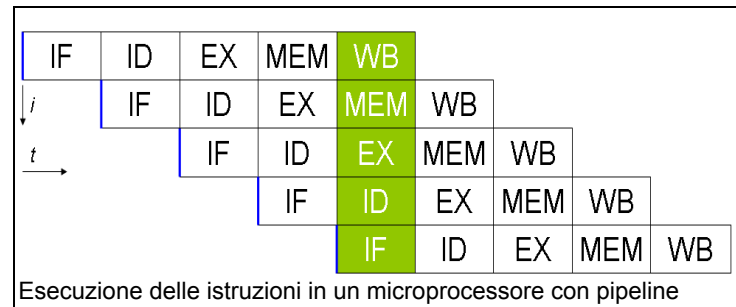 IF ID EX MEM WB
i IF ID EX MEM WB
t IF ID EX MEM WB
IF ID EX MEM WB
IF ID EX MEM WB
Esecuzione delle istruzioni in un microprocessore con pipeline